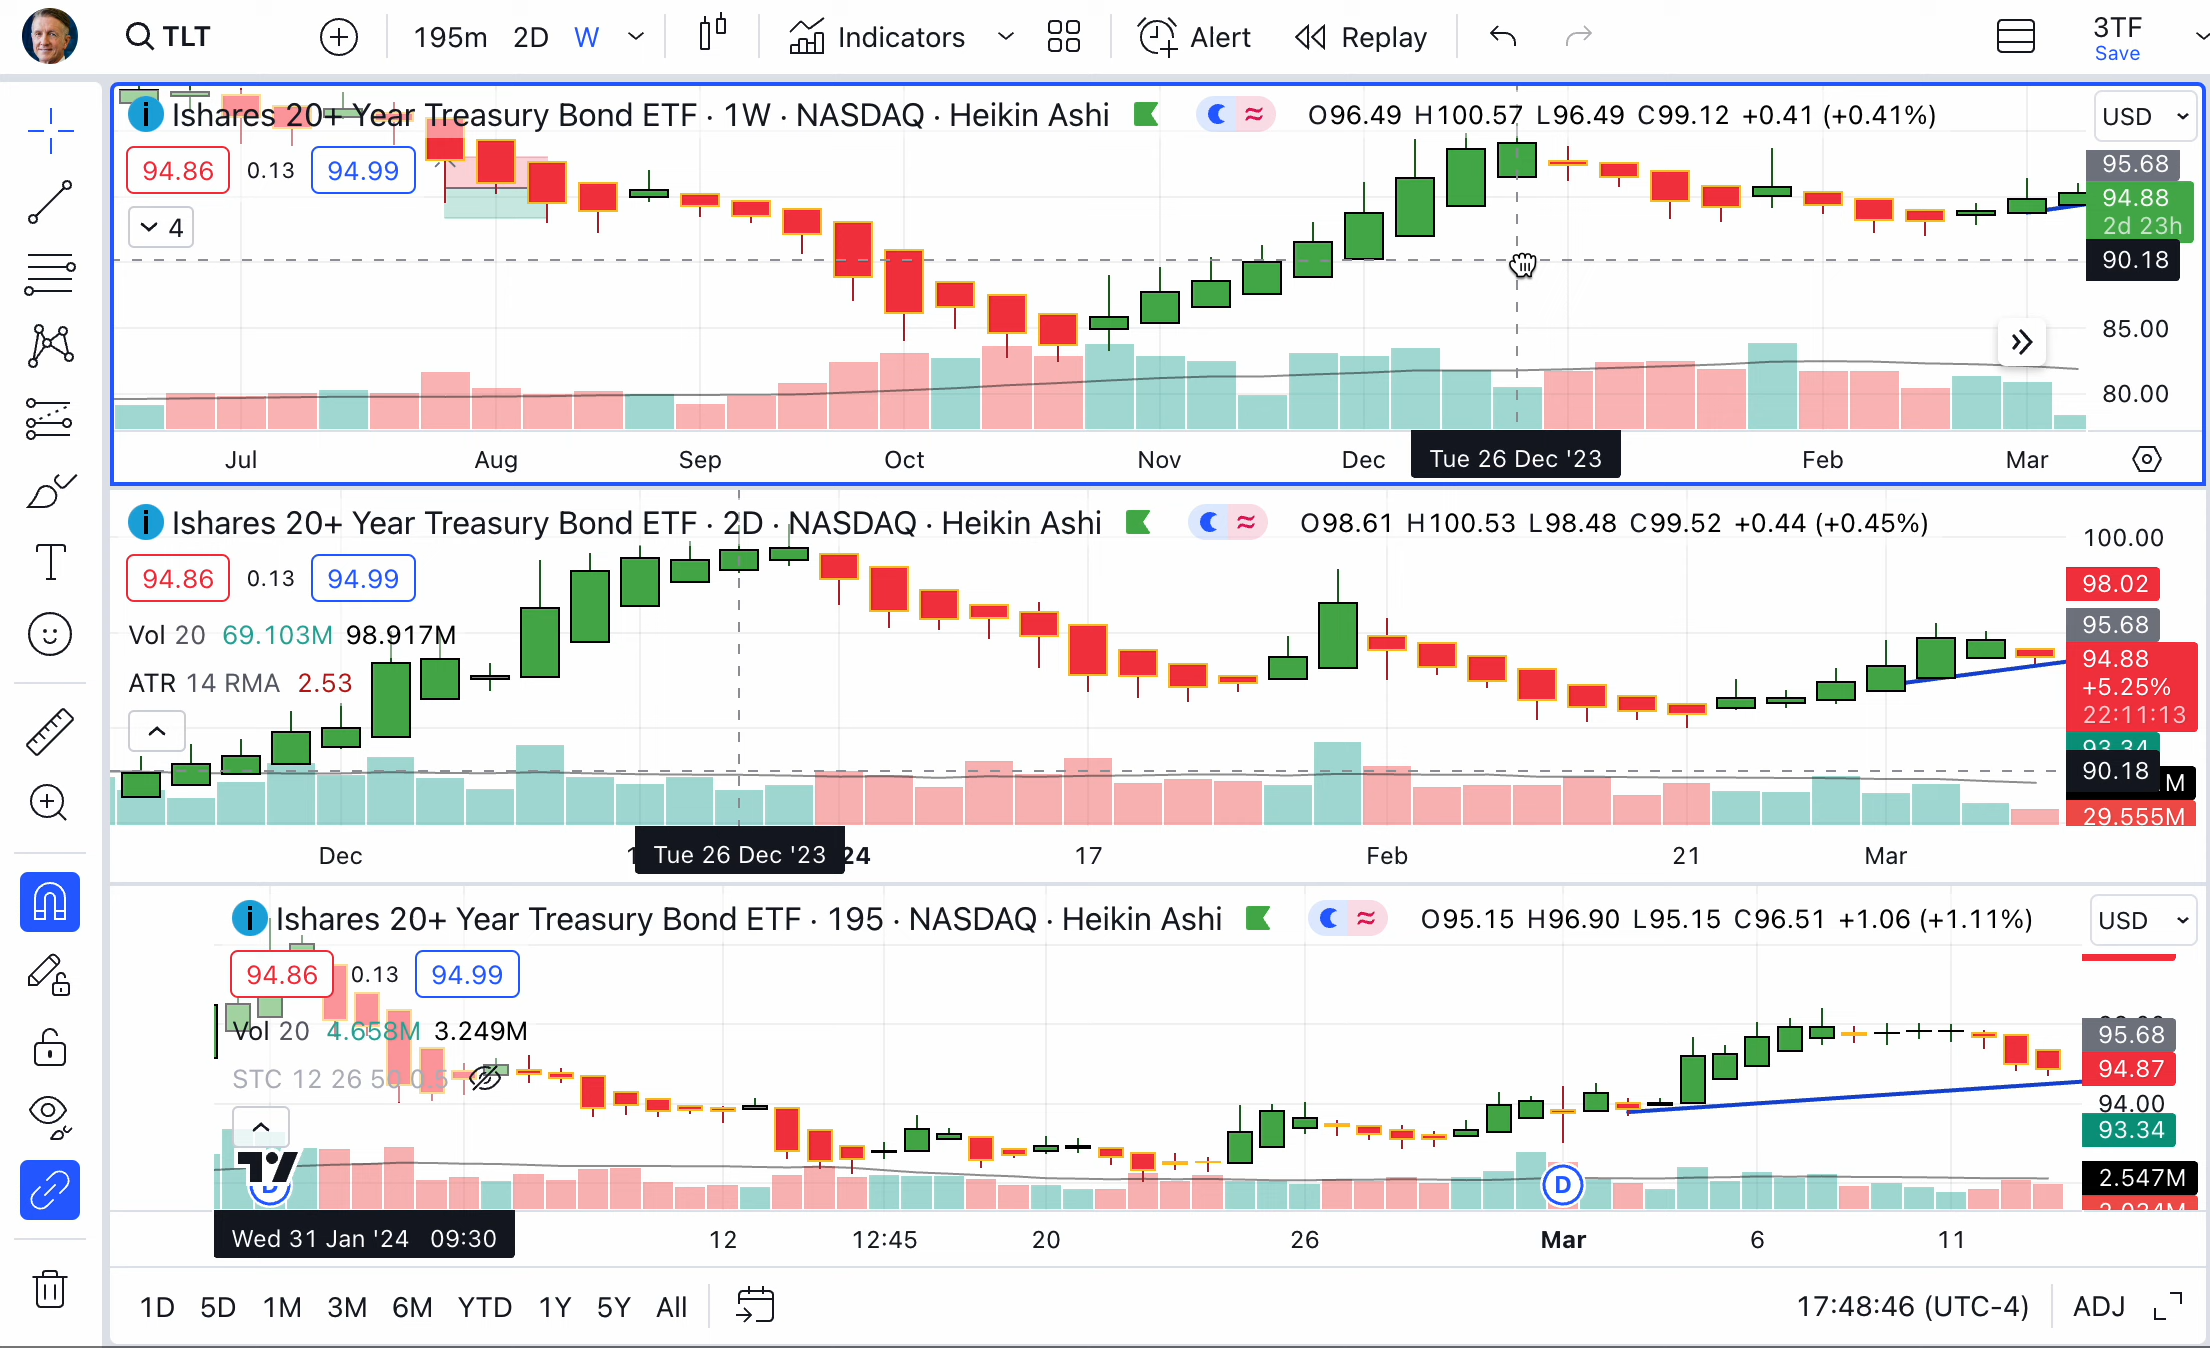 TLT 195m 2D W Indicators Alert Replay 3TF
Save
Ishares 20+ Year Treasury Bond ETF · 1W · NASDAQ · Heikin Ashi O96.49 H100.57 L96.49 C99.12 +0.41 (+0.41%) USD
94.86 0.13 94.99
4
95.68
94.88
2d 23h
90.18
85.00
80.00
Jul Aug Sep Oct Nov Dec Tue 26 Dec '23 Feb Mar
Ishares 20+ Year Treasury Bond ETF · 2D · NASDAQ · Heikin Ashi O98.61 H100.53 L98.48 C99.52 +0.44 (+0.45%)
94.86 0.13 94.99
Vol 20 69.103M 98.917M
ATR 14 RMA 2.53
100.00
98.02
95.68
94.88
+5.25%
22:11:13
93.34
90.18 M
29.555M
Dec Tue 26 Dec '23 24 17 Feb 21 Mar
Ishares 20+ Year Treasury Bond ETF · 195 · NASDAQ · Heikin Ashi O95.15 H96.90 L95.15 C96.51 +1.06 (+1.11%) USD
94.86 0.13 94.99
Vol 20 4.658M 3.249M
STC 12 26 50 0.5
95.68
94.87
94.00
93.34
2.547M
D
Wed 31 Jan '24 09:30 12 12:45 20 26 Mar 6 11
1D 5D 1M 3M 6M YTD 1Y 5Y All 17:48:46 (UTC-4) ADJ